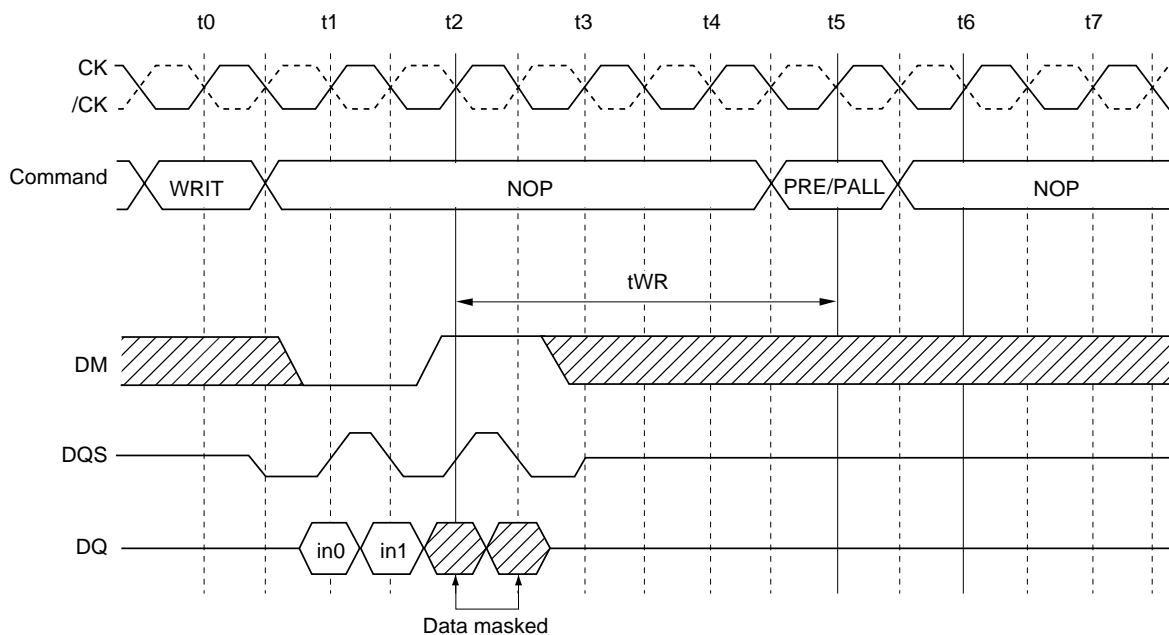 t0 t1 t2 t3 t4 t5 t6 t7
CK
/CK
Command WRIT NOP PRE/PALL NOP
tWR
DM
DQS
DQ in0 in1
Data masked